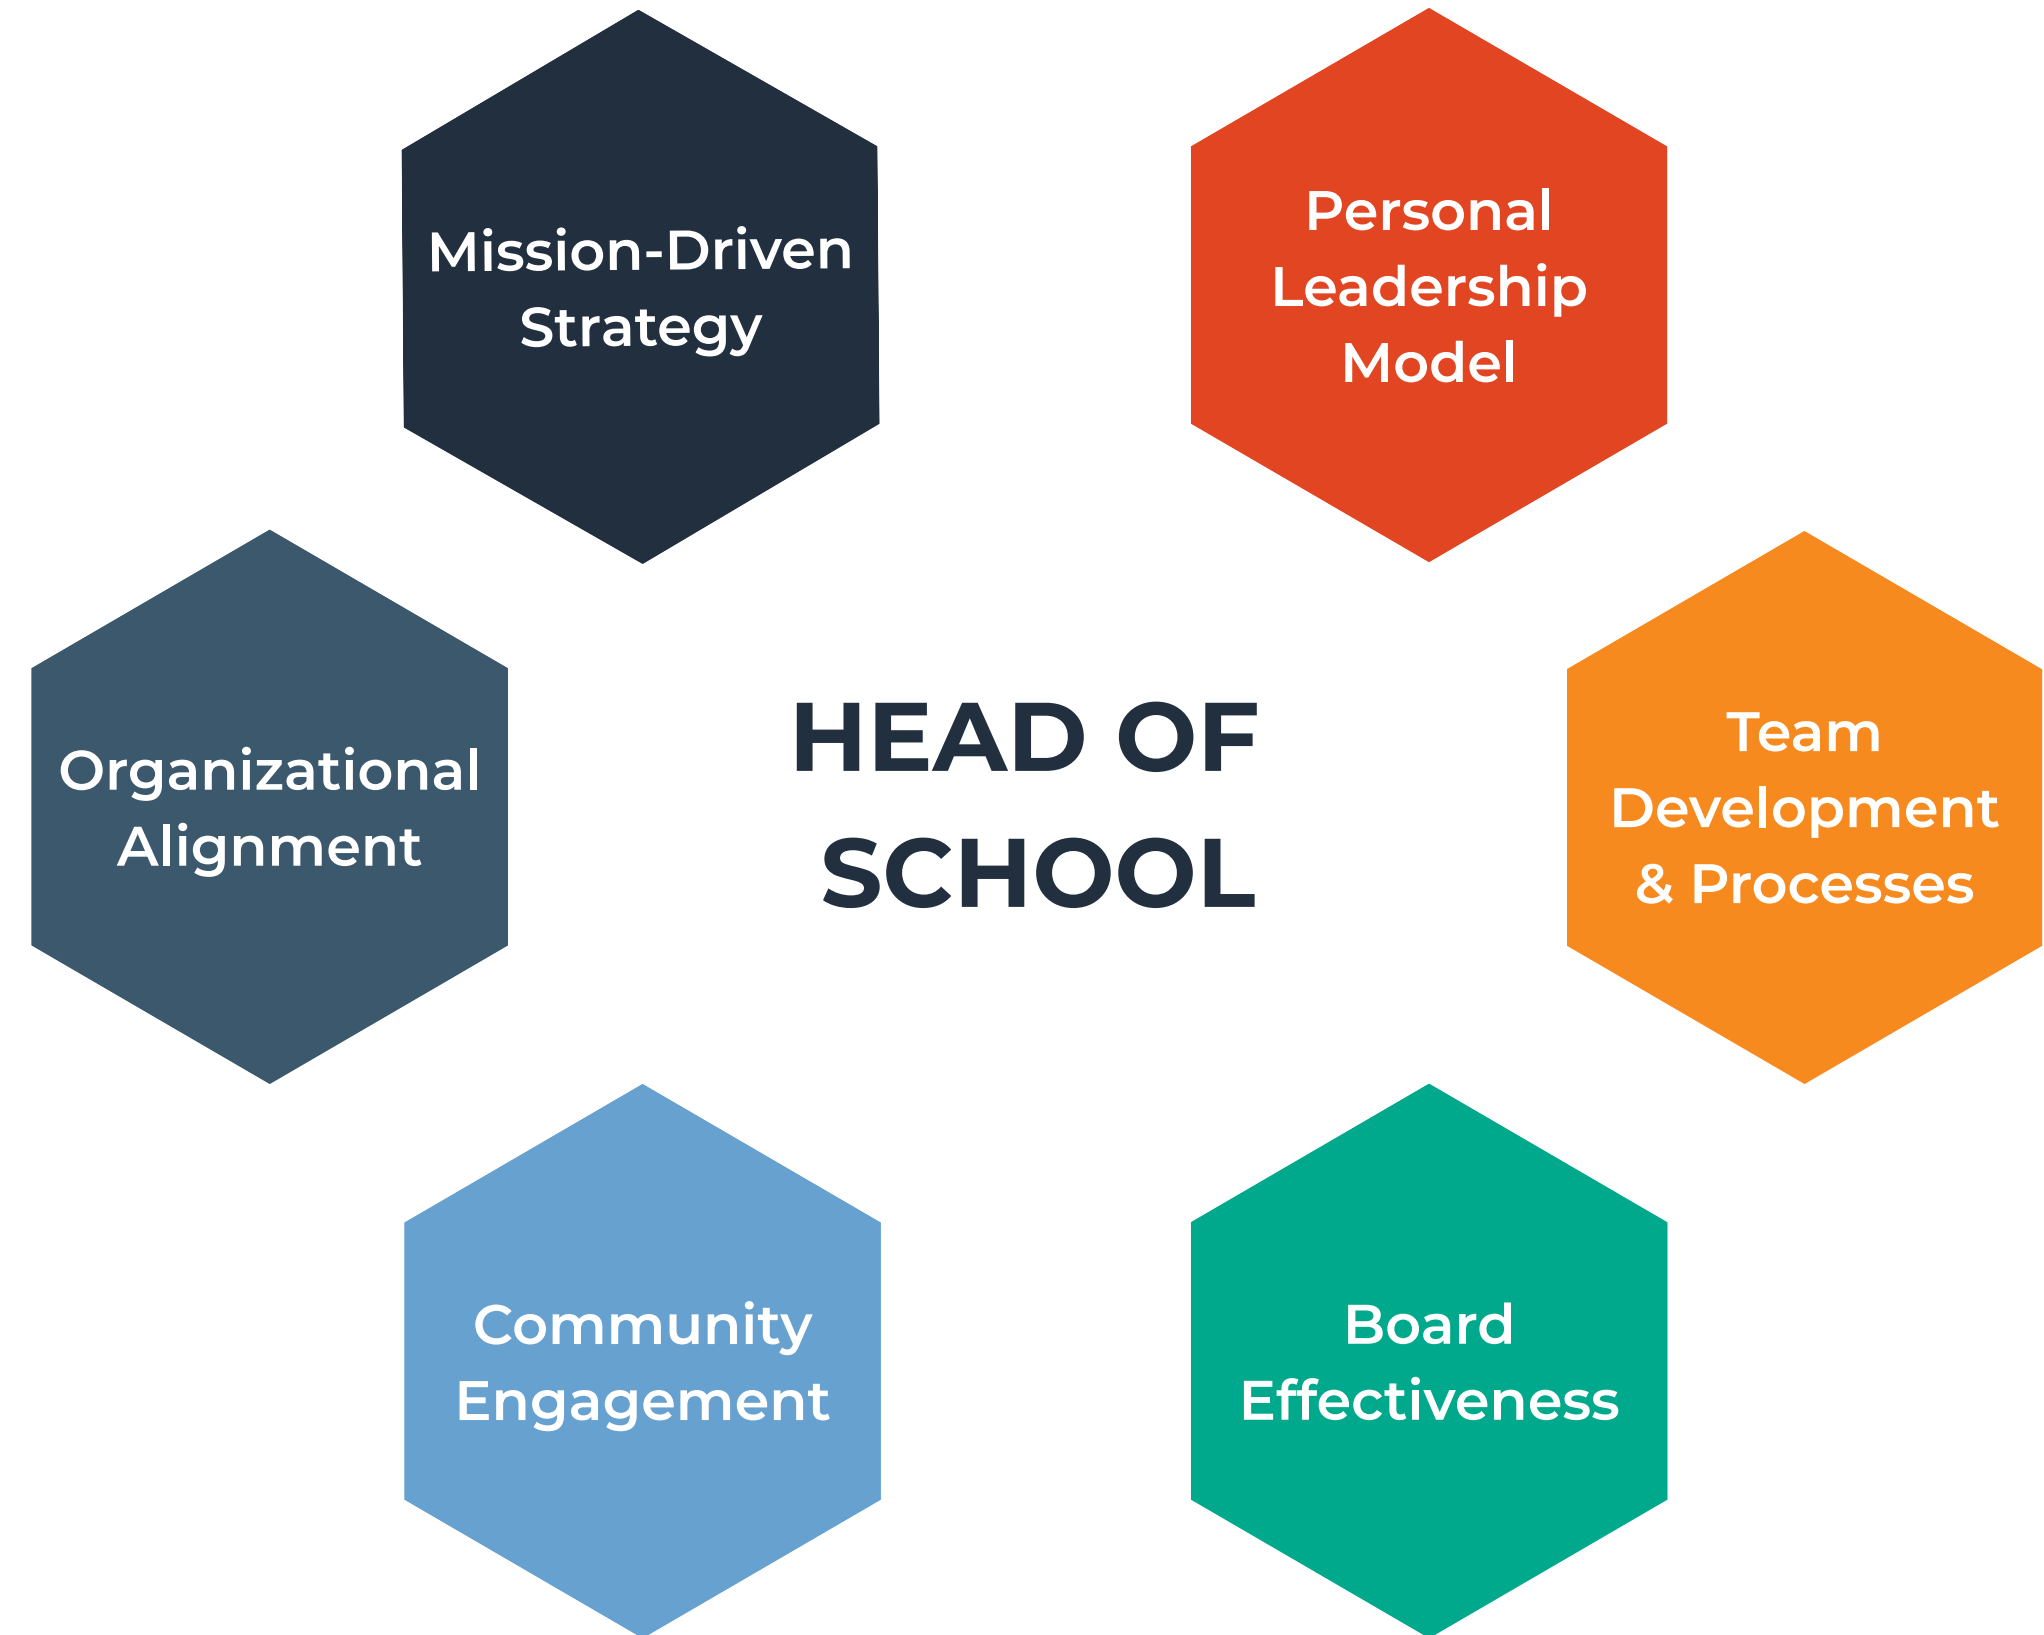 Mission-Driven
Strategy
Personal
Leadership
Model
Organizational
Alignment
HEAD OF
SCHOOL
Team
Development
& Processes
Community
Engagement
Board
Effectiveness